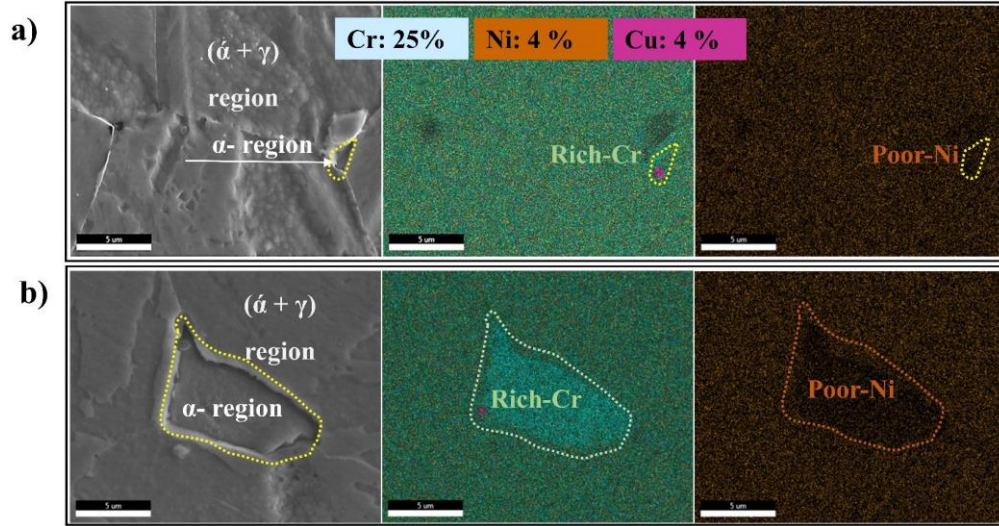 a)
(ά + γ)
region
α- region
5 um
Cr: 25%
Ni: 4 %
Cu: 4 %
Rich-Cr
5 um
Poor-Ni
5 um
b)
(ά + γ)
region
α- region
5 um
Rich-Cr
5 um
Poor-Ni
5 um